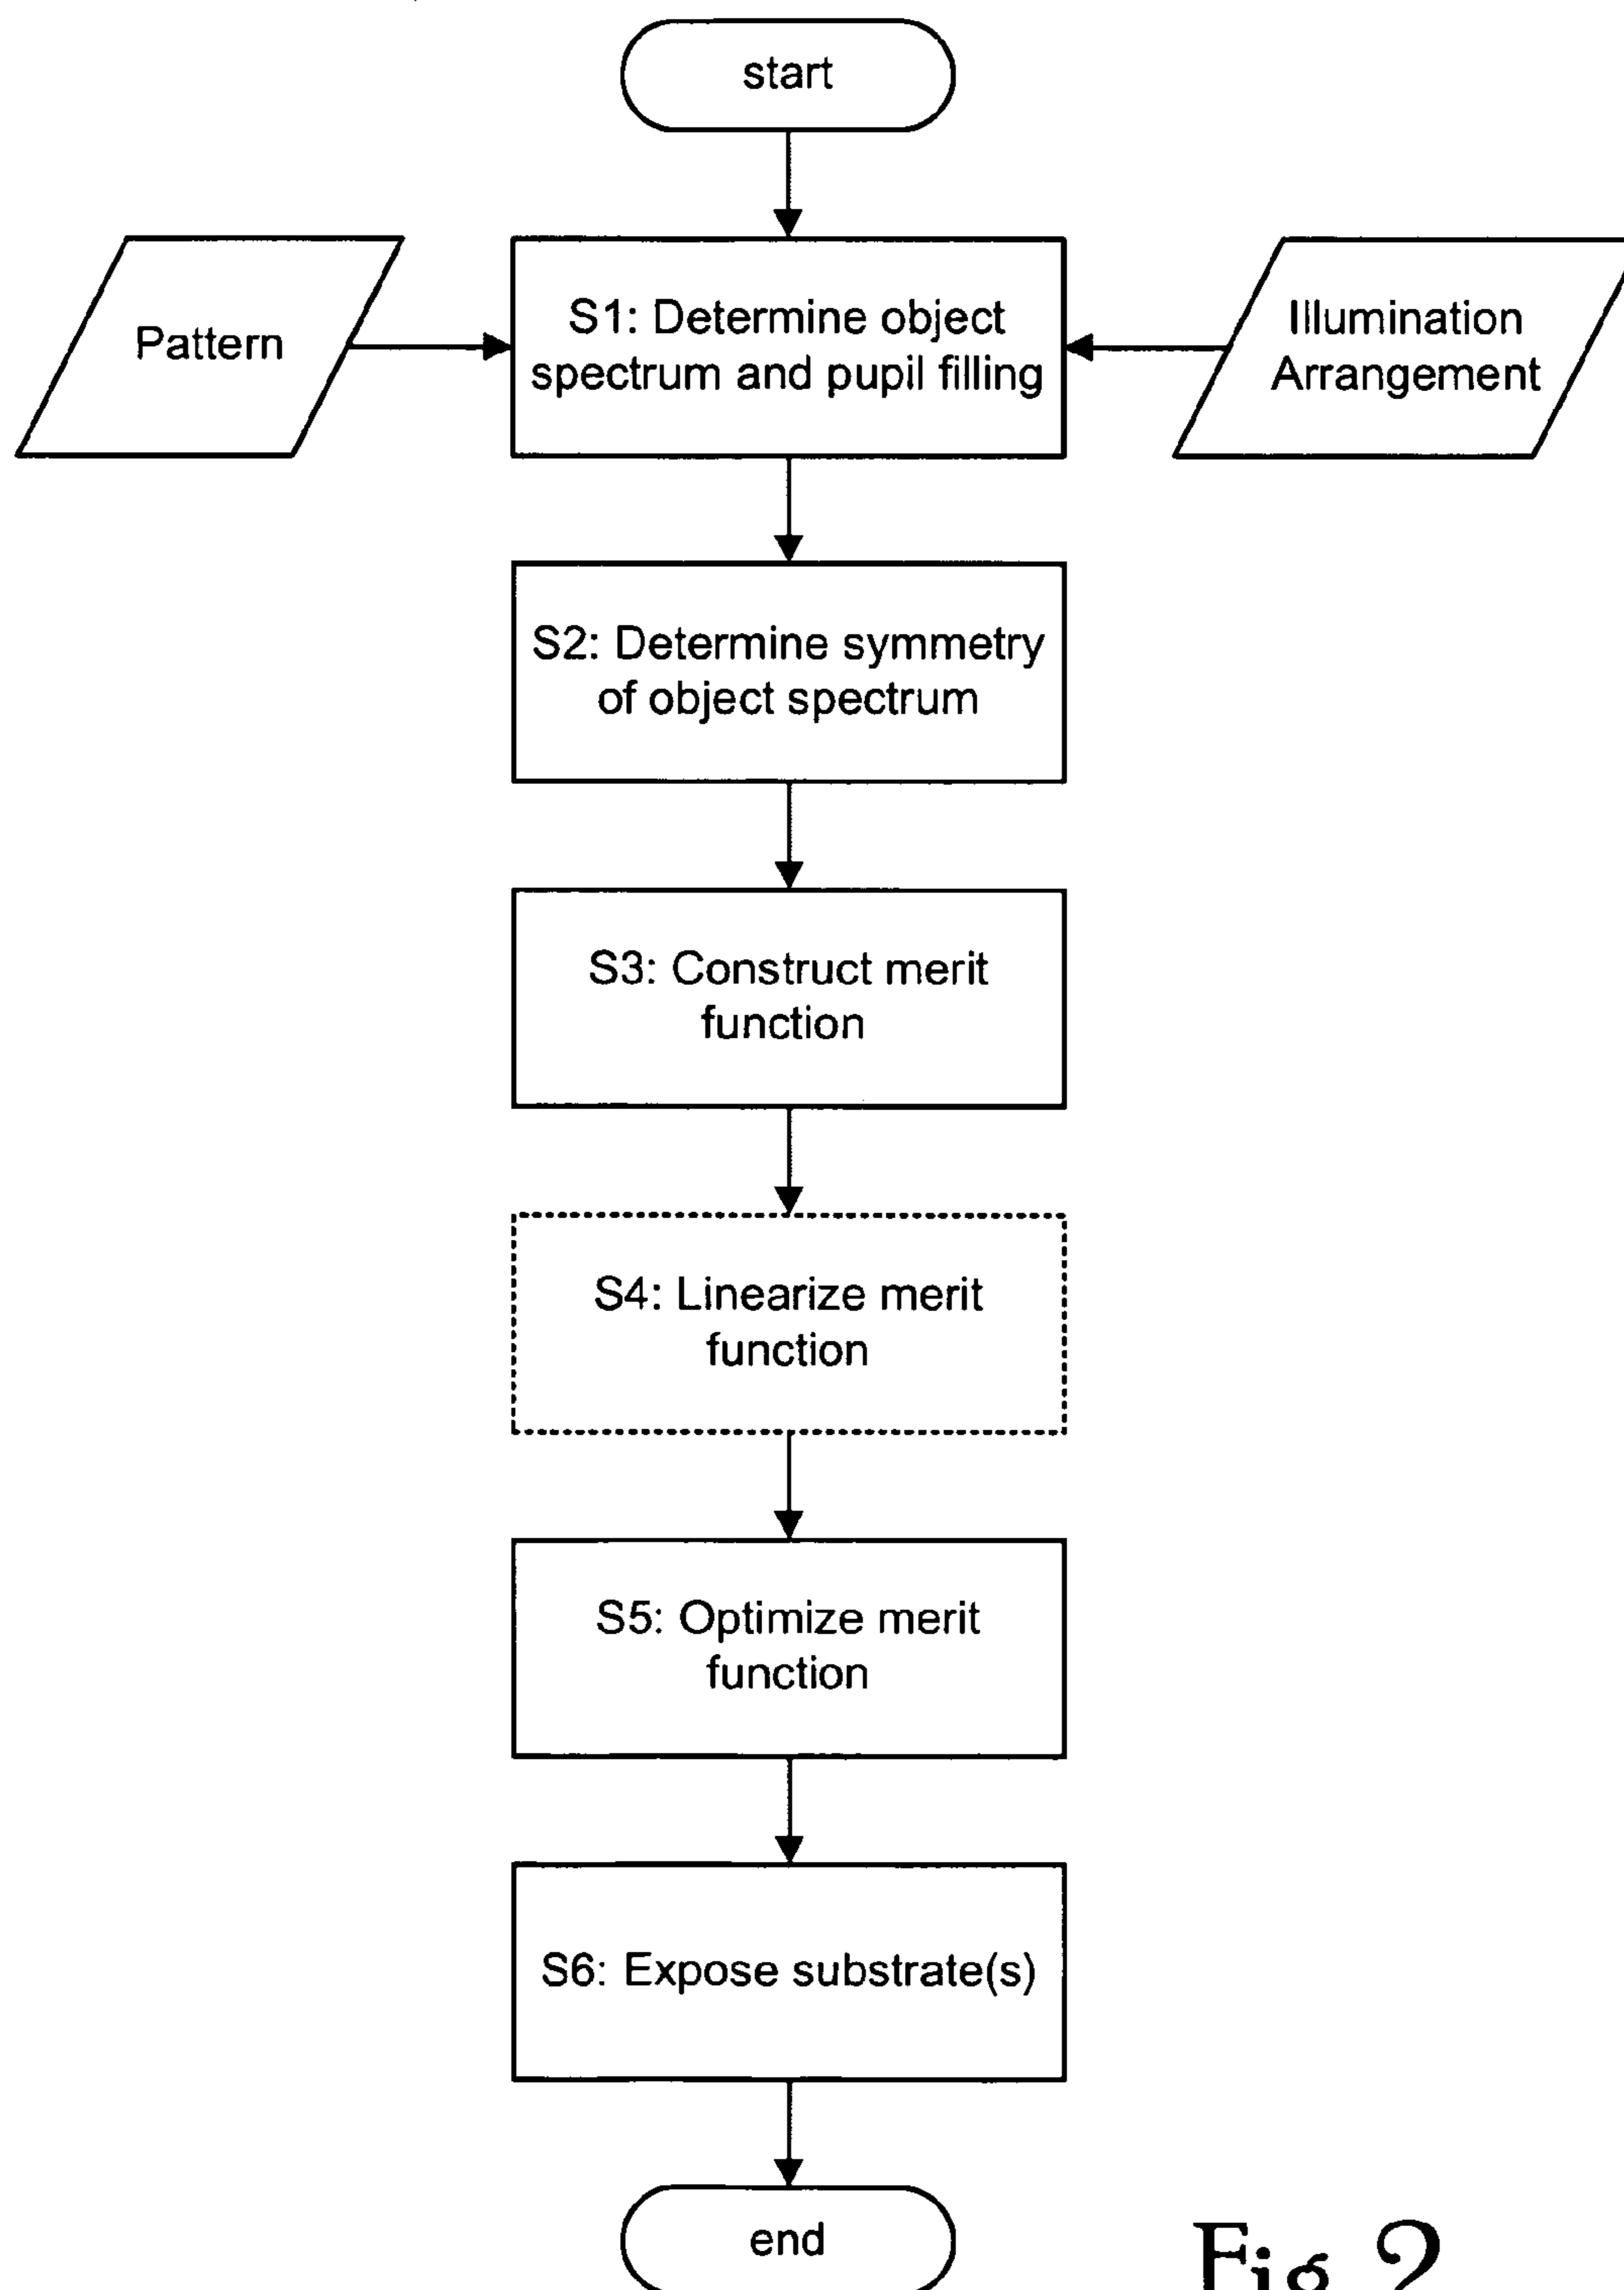 start
Pattern
S1: Determine object
spectrum and pupil filling
Illumination
Arrangement
S2: Determine symmetry
of object spectrum
S3: Construct merit
function
S4: Linearize merit
function
S5: Optimize merit
function
S6: Expose substrate(s)
end
Fig 2